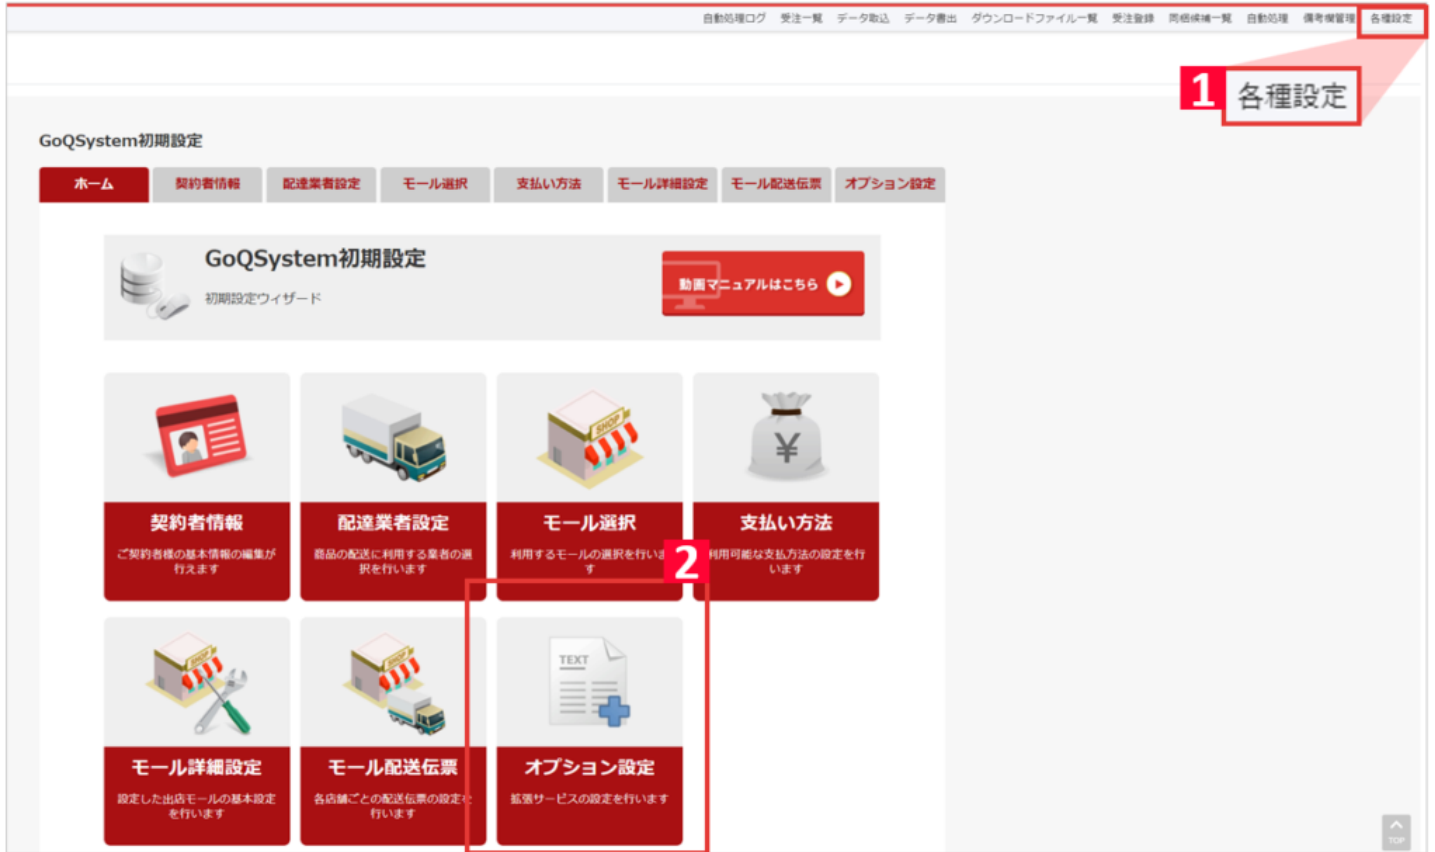 自動処理ログ 受注一覧 データ取込 データ書出 ダウンロードファイル一覧 受注登録 同梱候補一覧 自動処理 備考欄管理 各種設定
1 各種設定
GoQSystem初期設定
ホーム 契約者情報 配達業者設定 モール選択 支払い方法 モール詳細設定 モール配送伝票 オプション設定
GoQSystem初期設定
初期設定ウィザード
動画マニュアルはこちら
SHOP
¥
契約者情報
ご契約者様の基本情報の編集が
行えます
配達業者設定
商品の配送に利用する業者の選
択を行います
モール選択
利用するモールの選択を行いま
す
支払い方法
利用可能な支払方法の設定を行
います
2
SHOP
SHOP
TEXT
モール詳細設定
設定した出店モールの基本設定
を行います
モール配送伝票
各店舗ごとの配送伝票の設定を
行います
オプション設定
拡張サービスの設定を行います
TOP